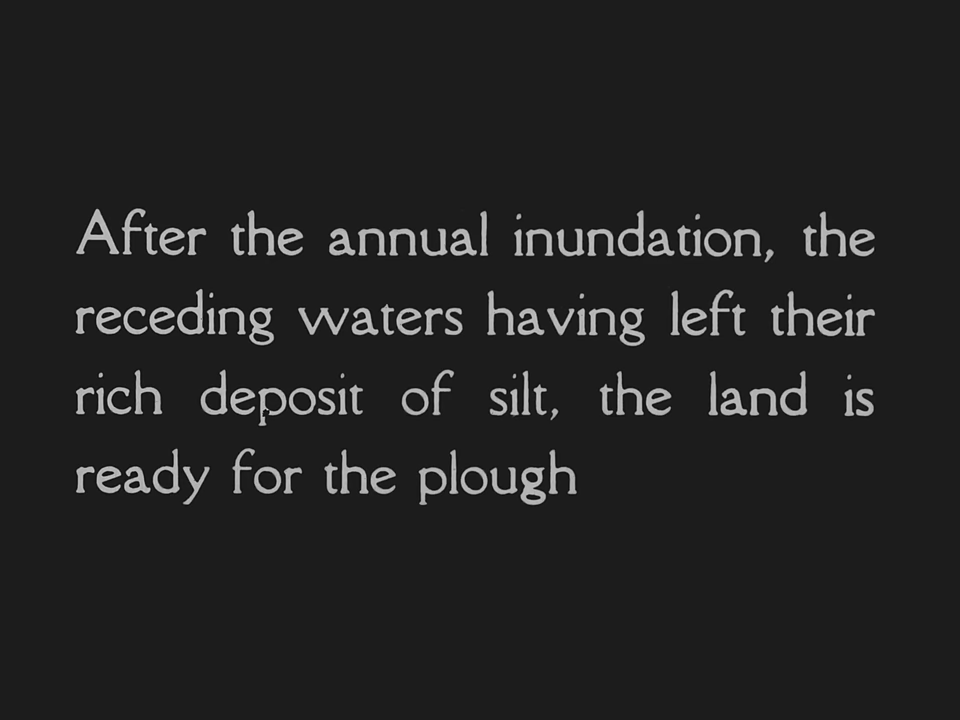 After the annual inundation, the
receding waters having left their
rich deposit of silt, the land is
ready for the plough